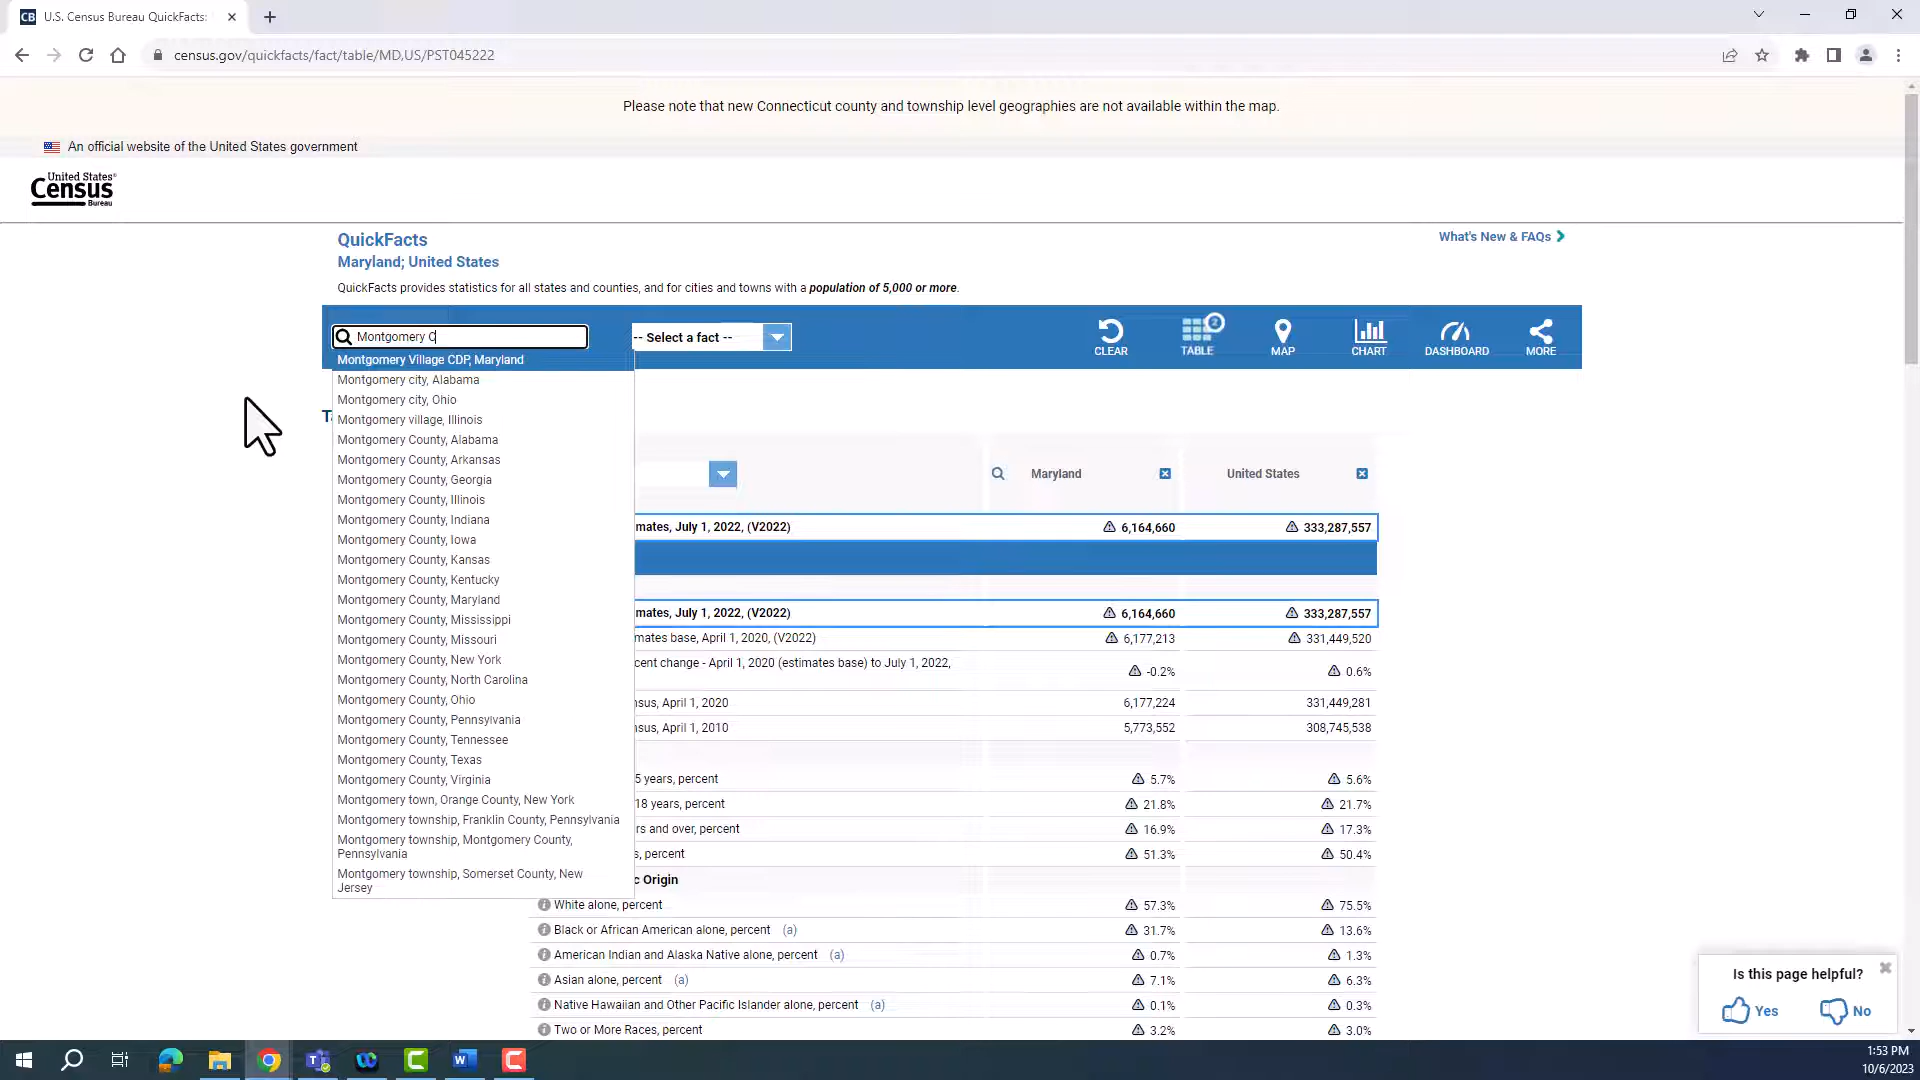 CB U.S. Census Bureau QuickFacts:
census.gov/quickfacts/fact/table/MD,US/PST045222
Please note that new Connecticut county and township level geographies are not available within the map.
An official website of the United States government
United States®
Census
Bureau
QuickFacts
What's New & FAQs
Maryland; United States
QuickFacts provides statistics for all states and counties, and for cities and towns with a population of 5,000 or more.
Montgomery C
-- Select a fact --
CLEAR
2
TABLE
MAP
CHART
DASHBOARD
MORE
Montgomery Village CDP, Maryland
Montgomery city, Alabama
Montgomery city, Ohio
Montgomery village, Illinois
Montgomery County, Alabama
Montgomery County, Arkansas
Montgomery County, Georgia
Montgomery County, Illinois
Montgomery County, Indiana
Montgomery County, Iowa
Montgomery County, Kansas
Montgomery County, Kentucky
Montgomery County, Maryland
Montgomery County, Mississippi
Montgomery County, Missouri
Montgomery County, New York
Montgomery County, North Carolina
Montgomery County, Ohio
Montgomery County, Pennsylvania
Montgomery County, Tennessee
Montgomery County, Texas
Montgomery County, Virginia
Montgomery town, Orange County, New York
Montgomery township, Franklin County, Pennsylvania
Montgomery township, Montgomery County,
Pennsylvania
Montgomery township, Somerset County, New
Jersey
Maryland United States
mates, July 1, 2022, (V2022) 6,164,660 333,287,557
mates, July 1, 2022, (V2022) 6,164,660 333,287,557
mates base, April 1, 2020, (V2022) 6,177,213 331,449,520
cent change - April 1, 2020 (estimates base) to July 1, 2022, -0.2% 0.6%
sus, April 1, 2020 6,177,224 331,449,281
sus, April 1, 2010 5,773,552 308,745,538
5 years, percent 5.7% 5.6%
18 years, percent 21.8% 21.7%
rs and over, percent 16.9% 17.3%
s, percent 51.3% 50.4%
c Origin
White alone, percent 57.3% 75.5%
Black or African American alone, percent (a) 31.7% 13.6%
American Indian and Alaska Native alone, percent (a) 0.7% 1.3%
Asian alone, percent (a) 7.1% 6.3%
Native Hawaiian and Other Pacific Islander alone, percent (a) 0.1% 0.3%
Two or More Races, percent 3.2% 3.0%
Is this page helpful?
Yes No
1:53 PM
10/6/2023